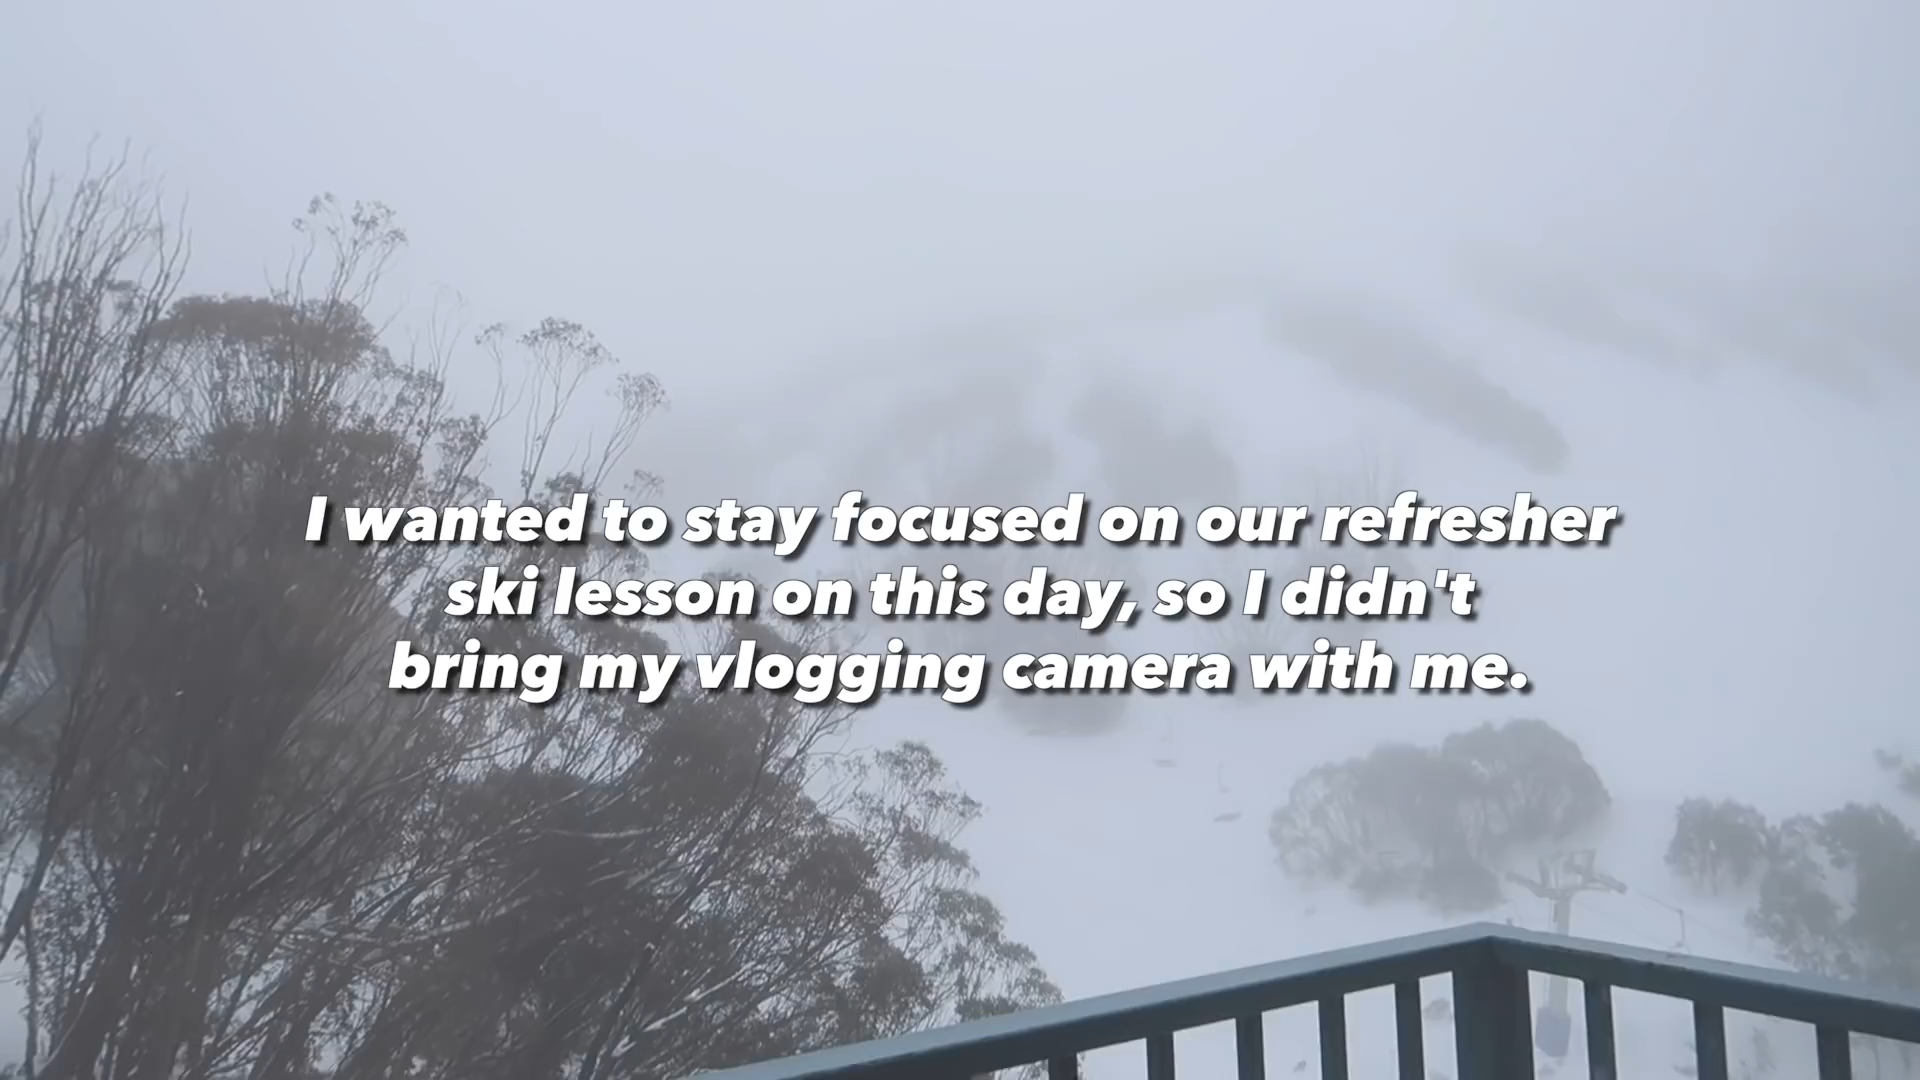 I wanted to stay focused on our refresher
ski lesson on this day, so I didn't
bring my vlogging camera with me.